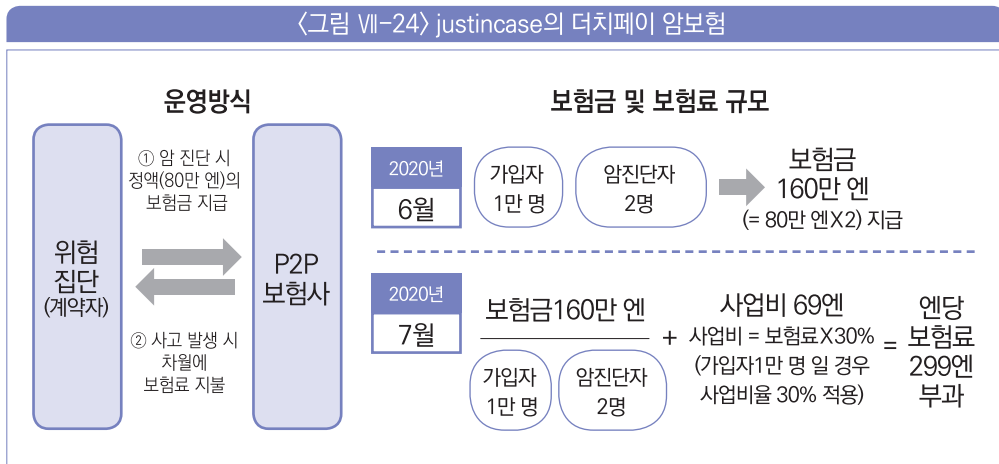 〈그림 Ⅶ-24〉 justincase의 더치페이 암보험
운영방식
위험
집단
(계약자)
① 암 진단 시
정액(80만 엔)의
보험금 지급
② 사고 발생 시
차월에
보험료 지불
P2P
보험사
보험금 및 보험료 규모
2020년
6월
가입자
1만 명
암진단자
2명
보험금
160만 엔
(= 80만 엔X2) 지급
2020년
7월
보험금160만 엔
가입자
1만 명
암진단자
2명
+
사업비 69엔
사업비 = 보험료X30%
(가입자1만 명 일 경우
사업비율 30% 적용)
=
엔당
보험료
299엔
부과